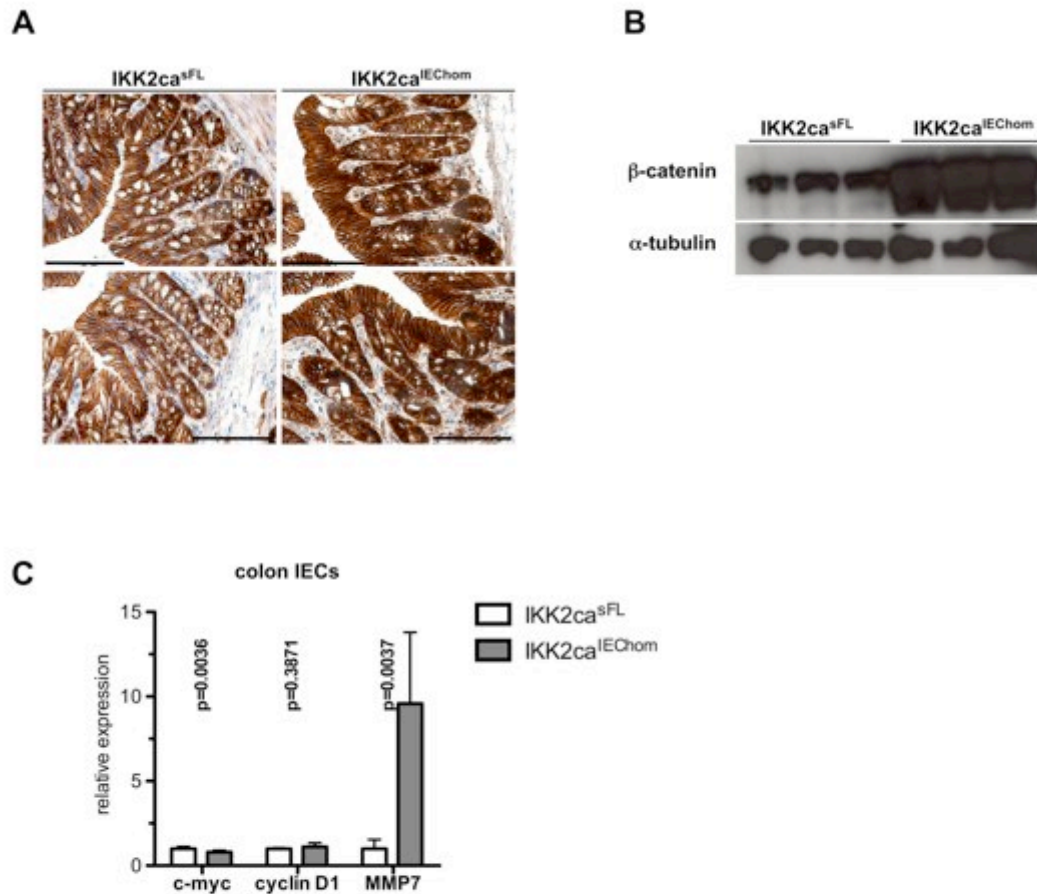 A
IKK2ca^sFL IKK2ca^IEChom
B
IKK2ca^sFL IKK2ca^IEChom
β-catenin
α-tubulin
C
colon IECs
relative expression
15
10
5
0
p=0.0036
p=0.3871
p=0.0037
c-myc cyclin D1 MMP7
IKK2ca^sFL
IKK2ca^IEChom